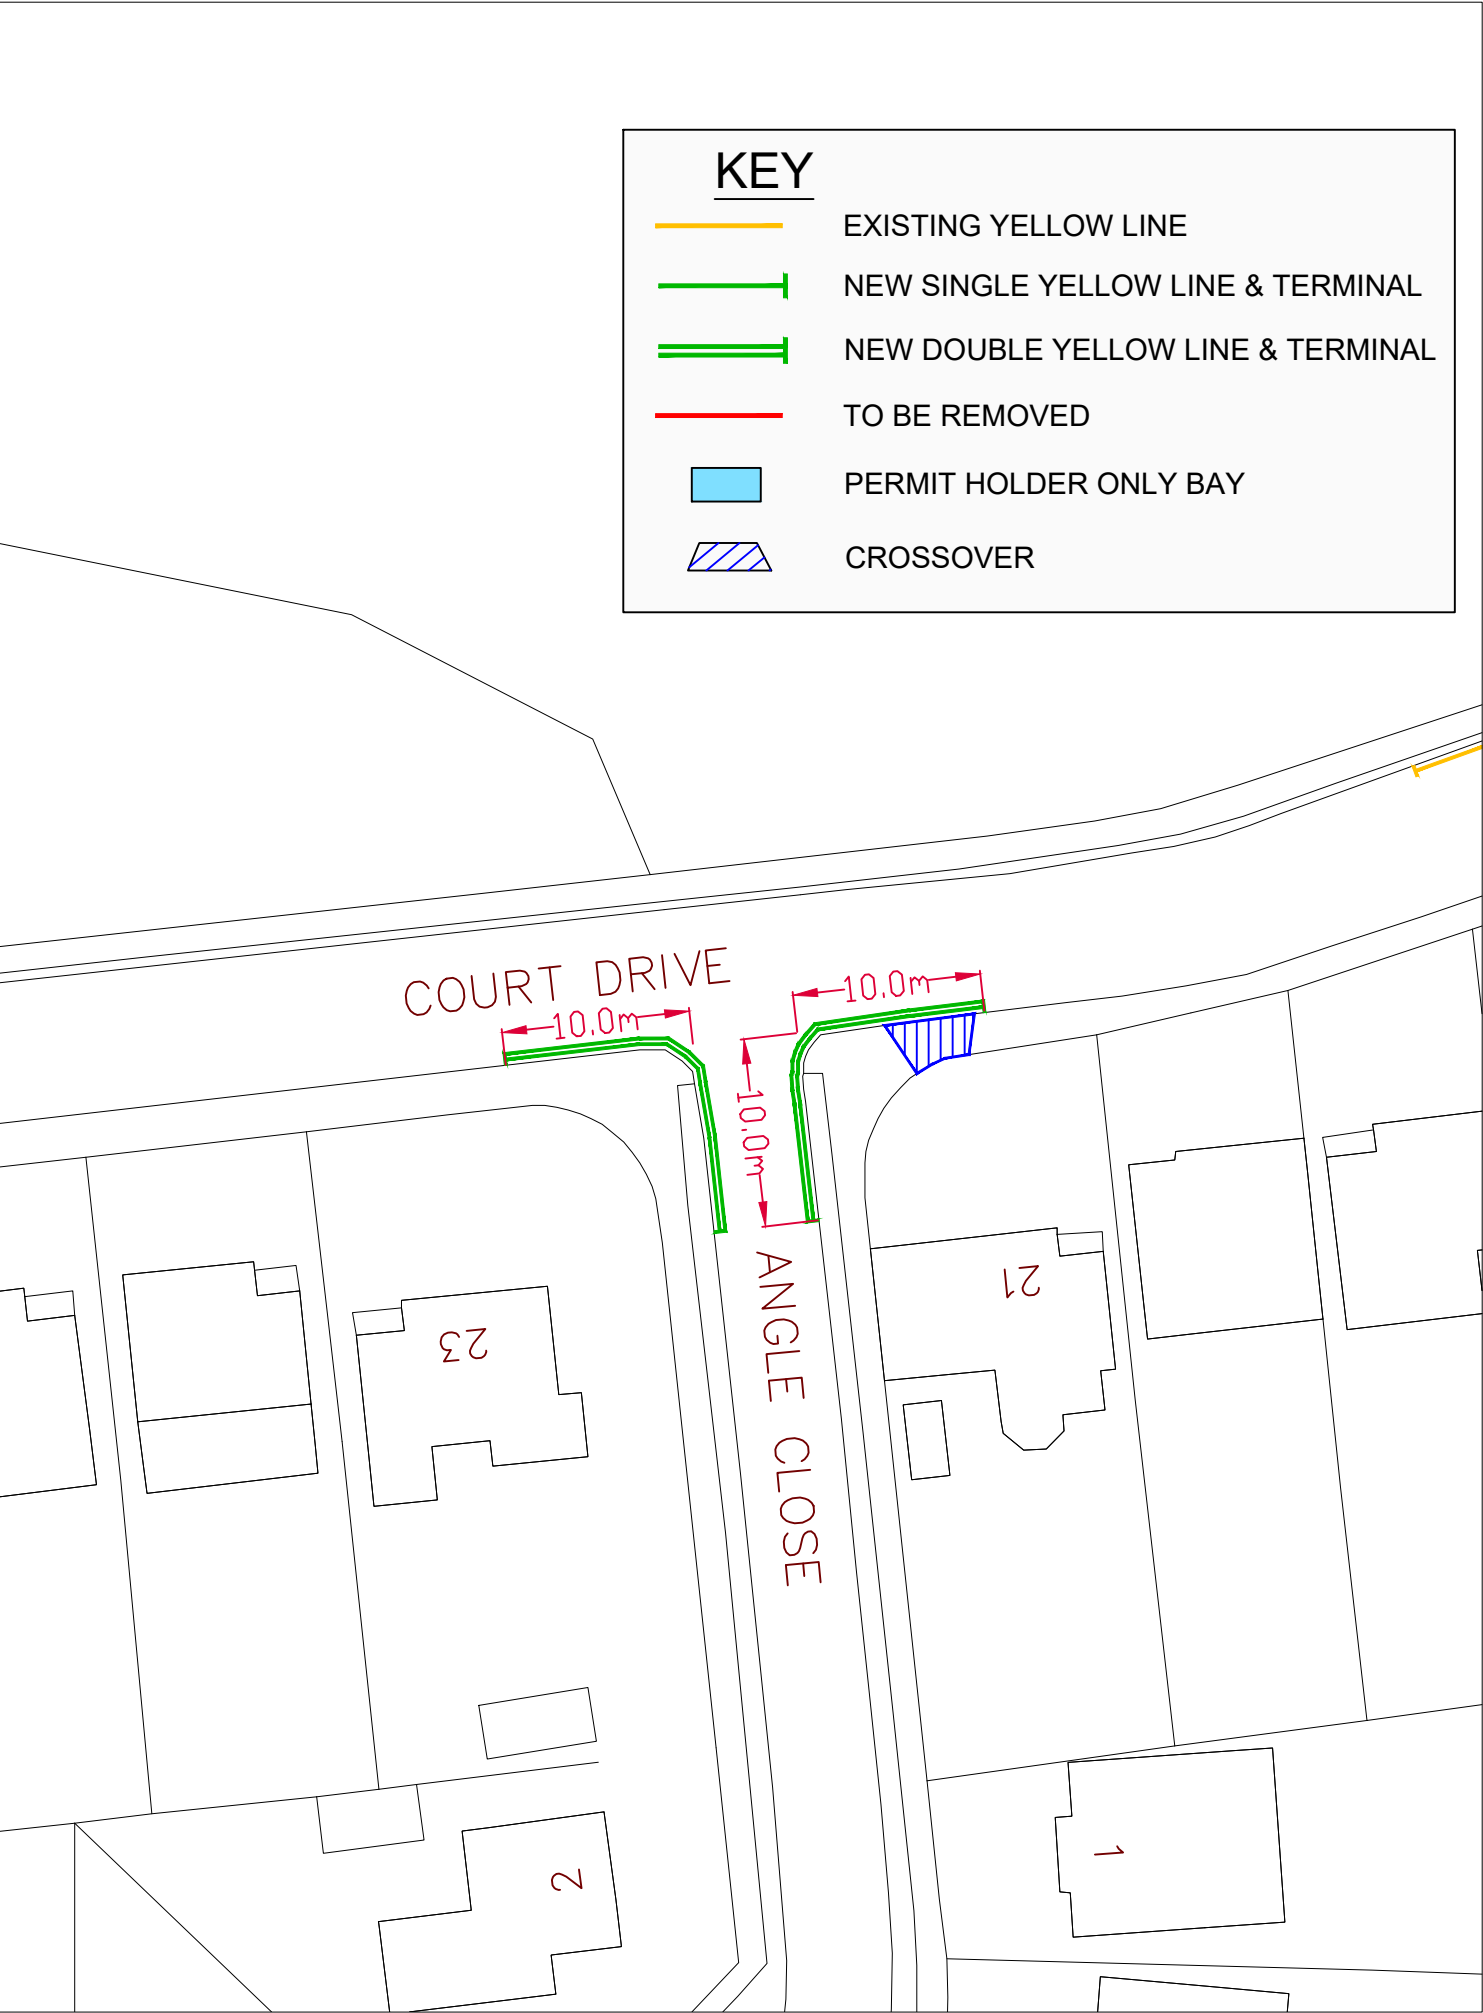 KEY
EXISTING YELLOW LINE
NEW SINGLE YELLOW LINE & TERMINAL
NEW DOUBLE YELLOW LINE & TERMINAL
TO BE REMOVED
PERMIT HOLDER ONLY BAY
CROSSOVER
COURT DRIVE
10.0m
10.0m
10.0m
ANGLE CLOSE
21
23
2
1